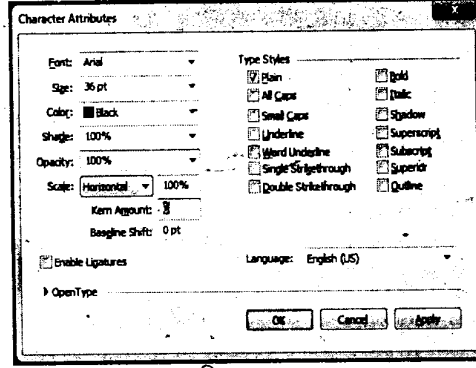 Character Attributes
Font: Arial
Size: 36 pt
Color: Black
Shade: 100%
Opacity: 100%
Scale: Horizontal 100%
Kern Amount:
Baseline Shift: 0 pt
Enable Ligatures
OpenType
Type Styles
Plain
Bold
All Caps
Italic
Small Caps
Shadow
Underline
Superscript
Word Underline
Subscript
Single Strikethrough
Superior
Double Strikethrough
Outline
Language: English (US)
OK Cancel Apply